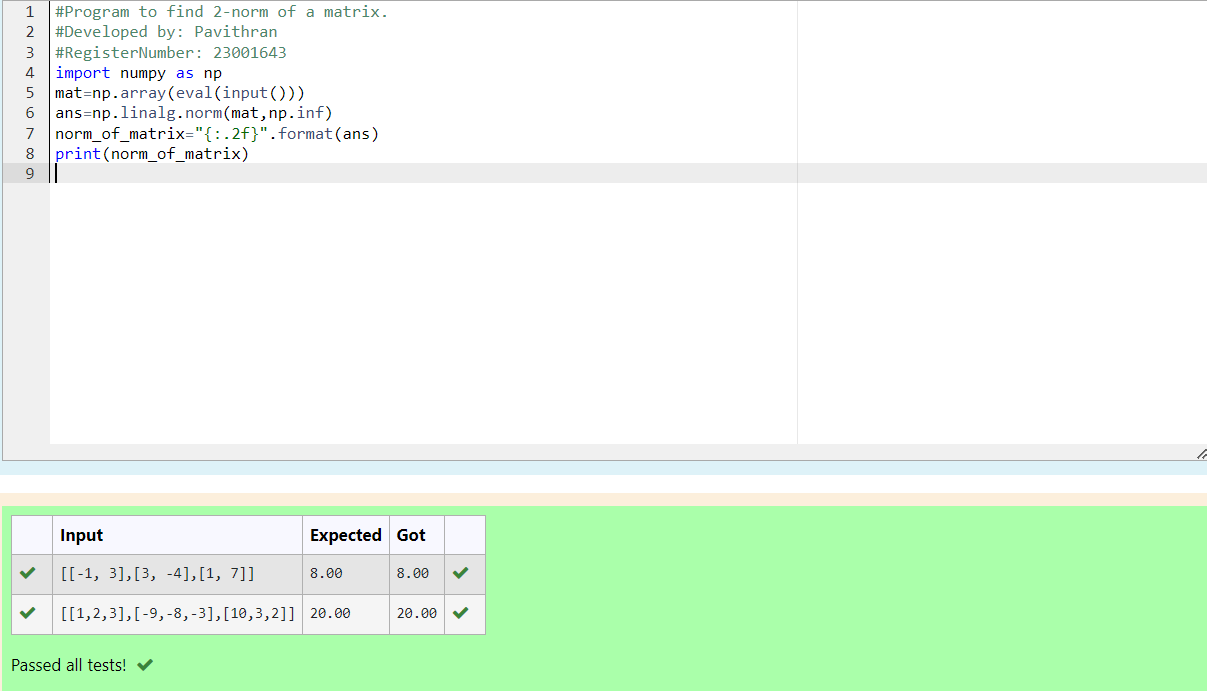 1 #Program to find 2-norm of a matrix.
2 #Developed by: Pavithran
3 #RegisterNumber: 23001643
4 import numpy as np
5 mat=np.array(eval(input()))
6 ans=np.linalg.norm(mat,np.inf)
7 norm_of_matrix="{:.2f}".format(ans)
8 print(norm_of_matrix)
9
Input Expected Got
[[-1, 3],[3, -4],[1, 7]] 8.00 8.00
[[1,2,3],[-9,-8,-3],[10,3,2]] 20.00 20.00
Passed all tests!